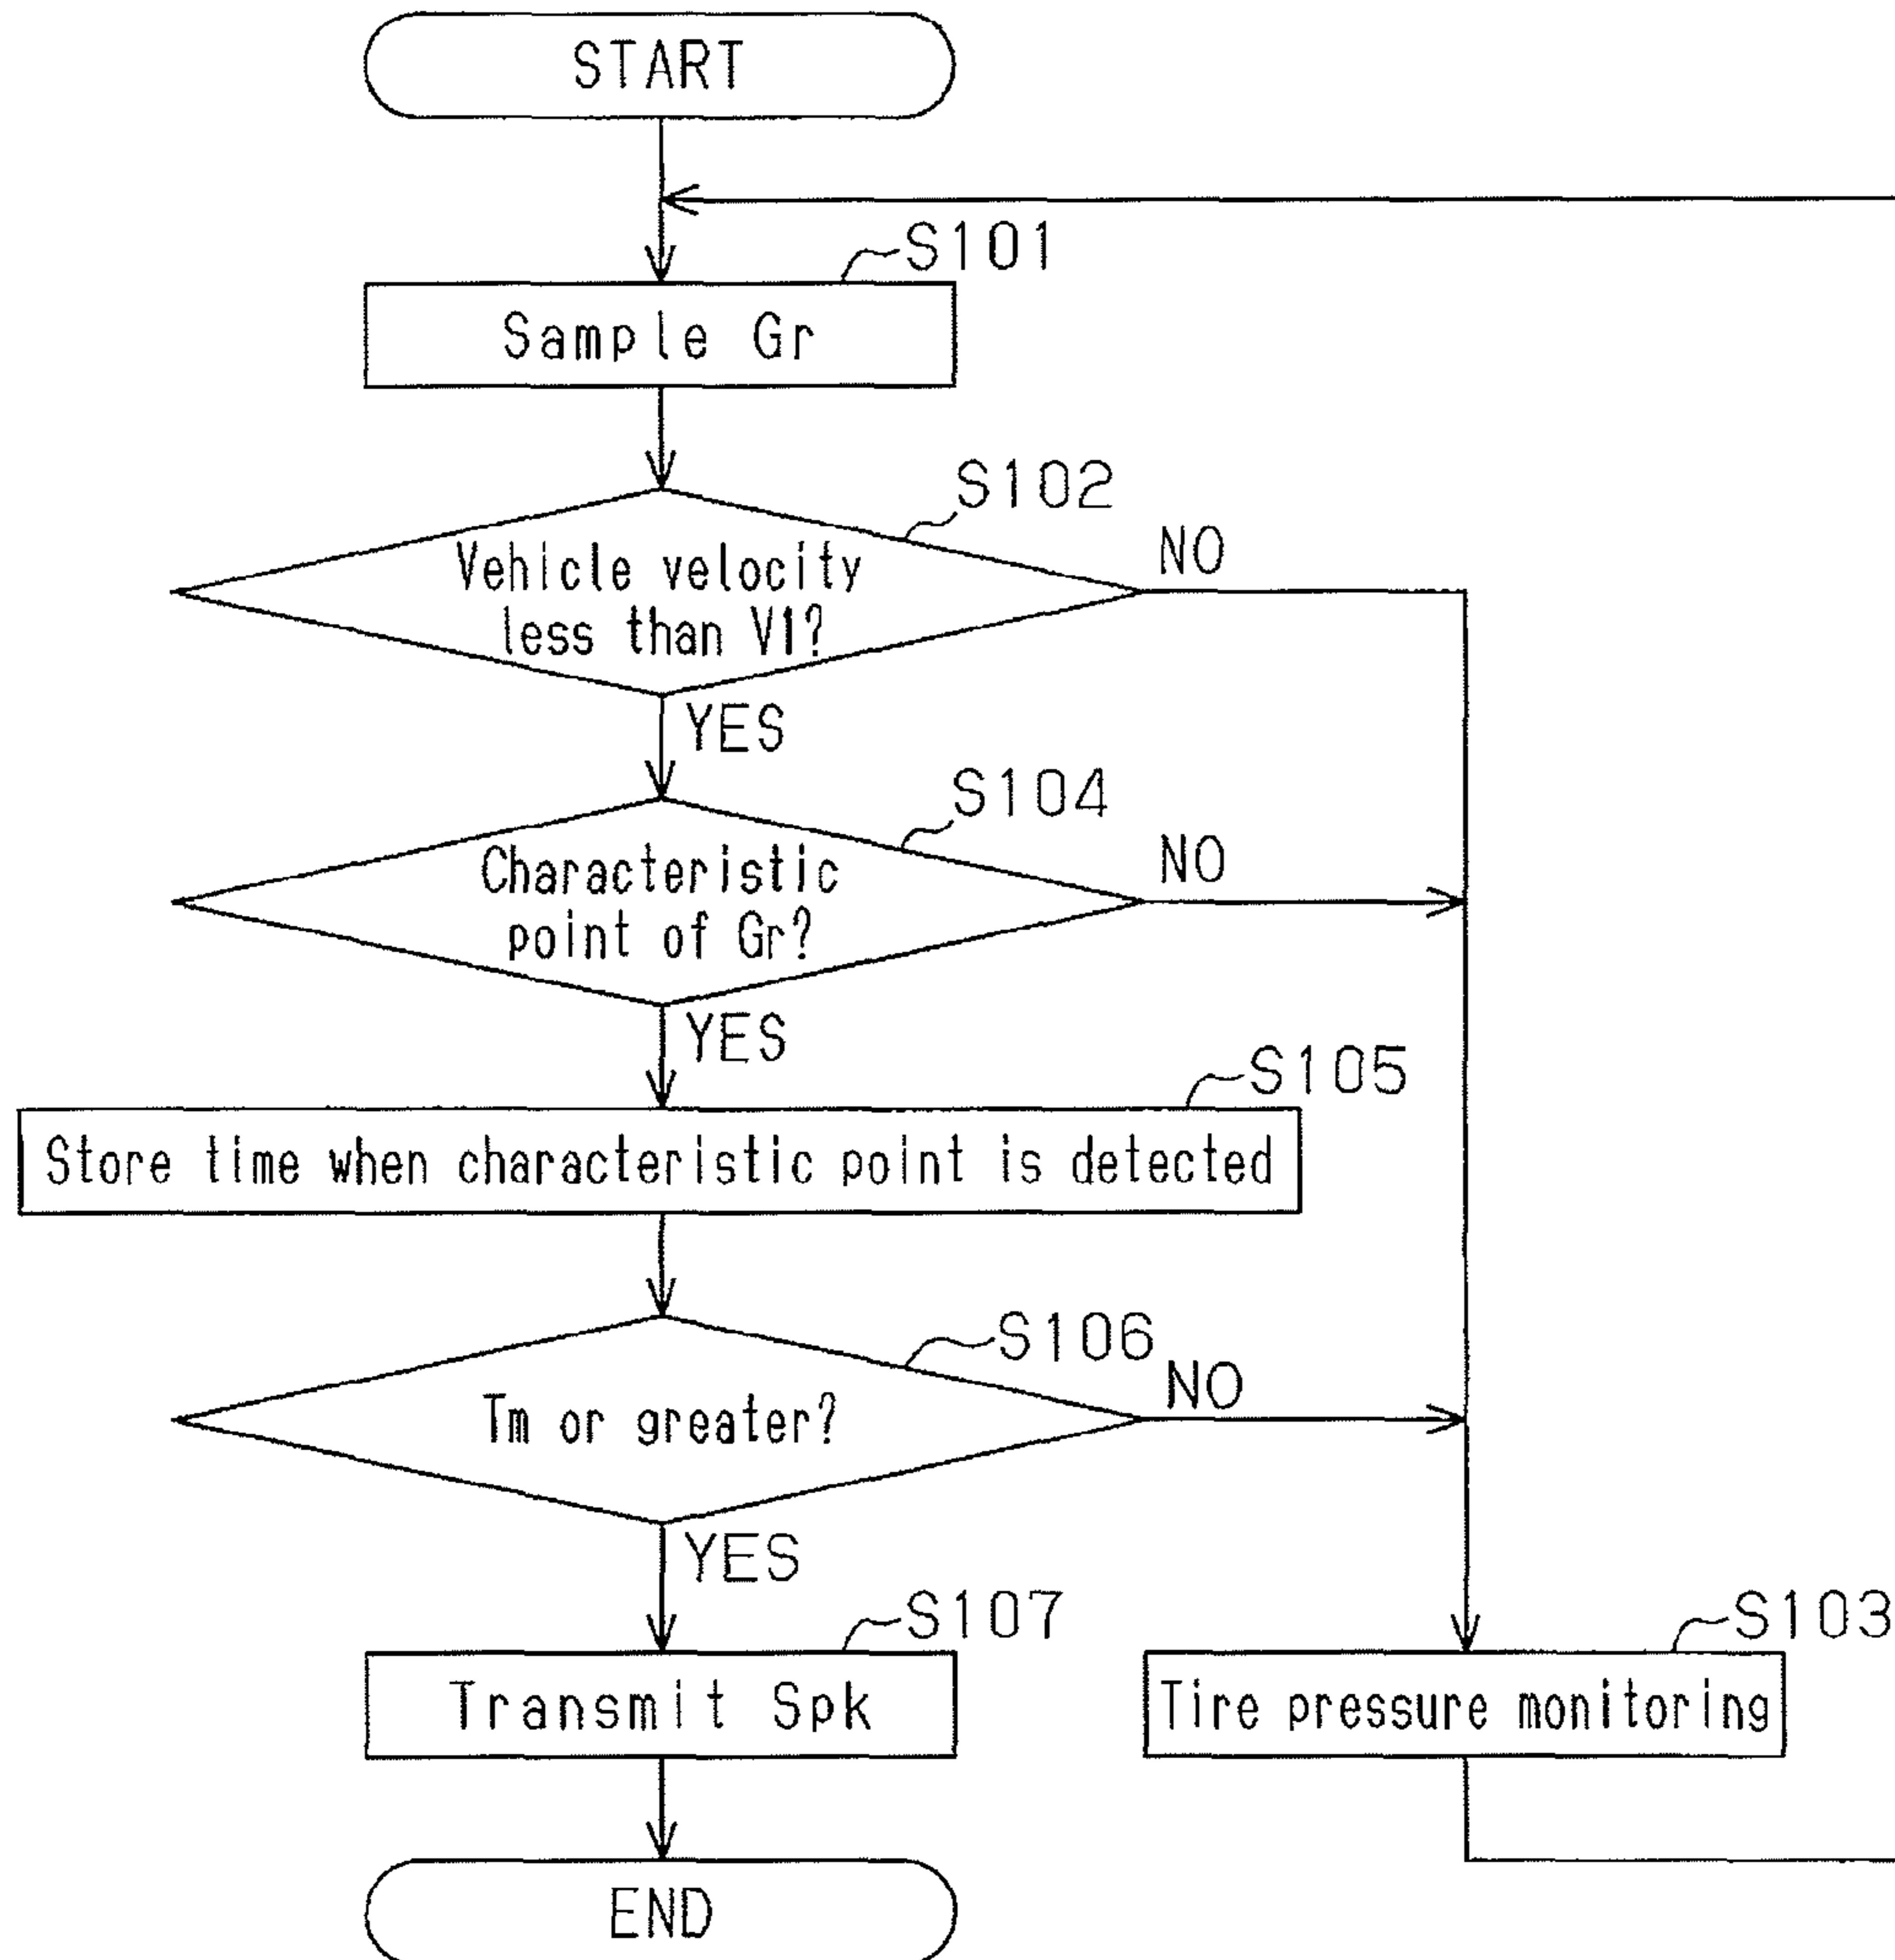 START
S101
Sample Gr
S102
Vehicle velocity
less than V1?
NO
YES
S104
Characteristic
point of Gr?
NO
YES
S105
Store time when characteristic point is detected
S106
Tm or greater?
NO
YES
S107
Transmit Spk
S103
Tire pressure monitoring
END